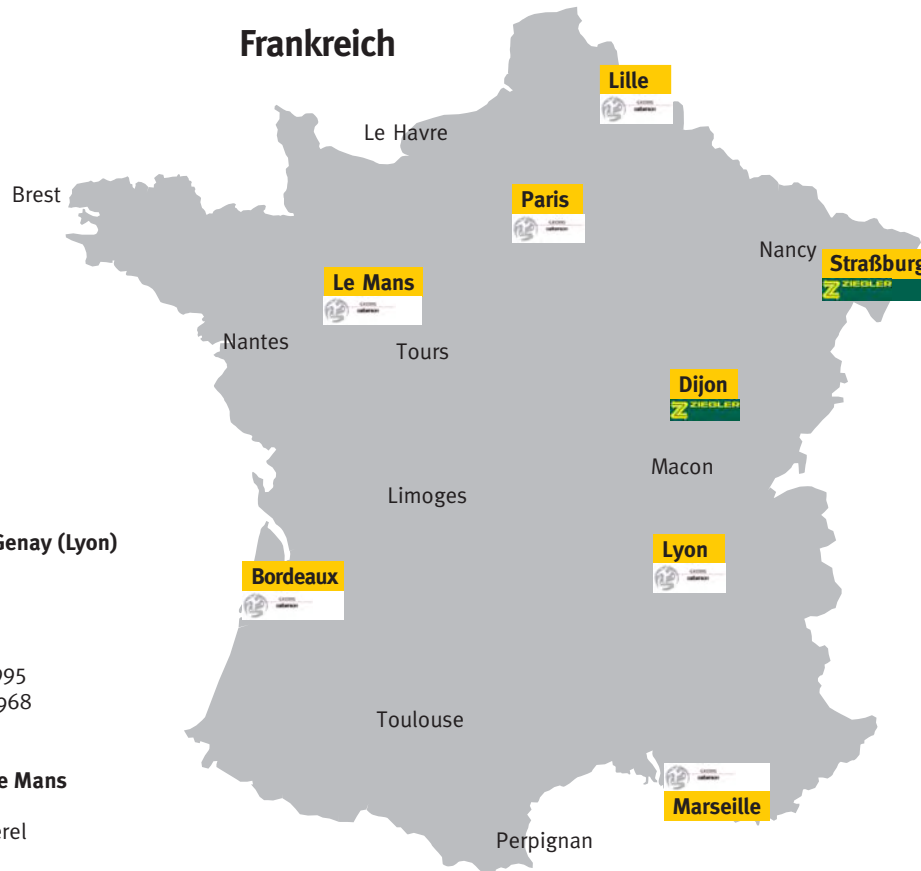 Frankreich
Lille
Le Havre
Brest
Paris
Nancy
Straßburg
ZIEGLER
Le Mans
Nantes
Tours
Dijon
ZIEGLER
Macon
Limoges
Genay (Lyon)
Lyon
Bordeaux
995
968
Toulouse
e Mans
Marseille
erel
Perpignan